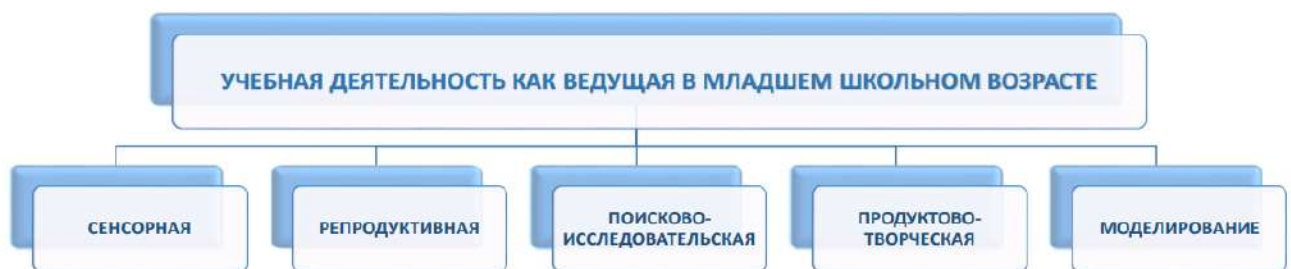 УЧЕБНАЯ ДЕЯТЕЛЬНОСТЬ КАК ВЕДУЩАЯ В МЛАДШЕМ ШКОЛЬНОМ ВОЗРАСТЕ
СЕНСОРНАЯ
РЕПРОДУКТИВНАЯ
ПОИСКОВО-
ИССЛЕДОВАТЕЛЬСКАЯ
ПРОДУКТОВО-
ТВОРЧЕСКАЯ
МОДЕЛИРОВАНИЕ